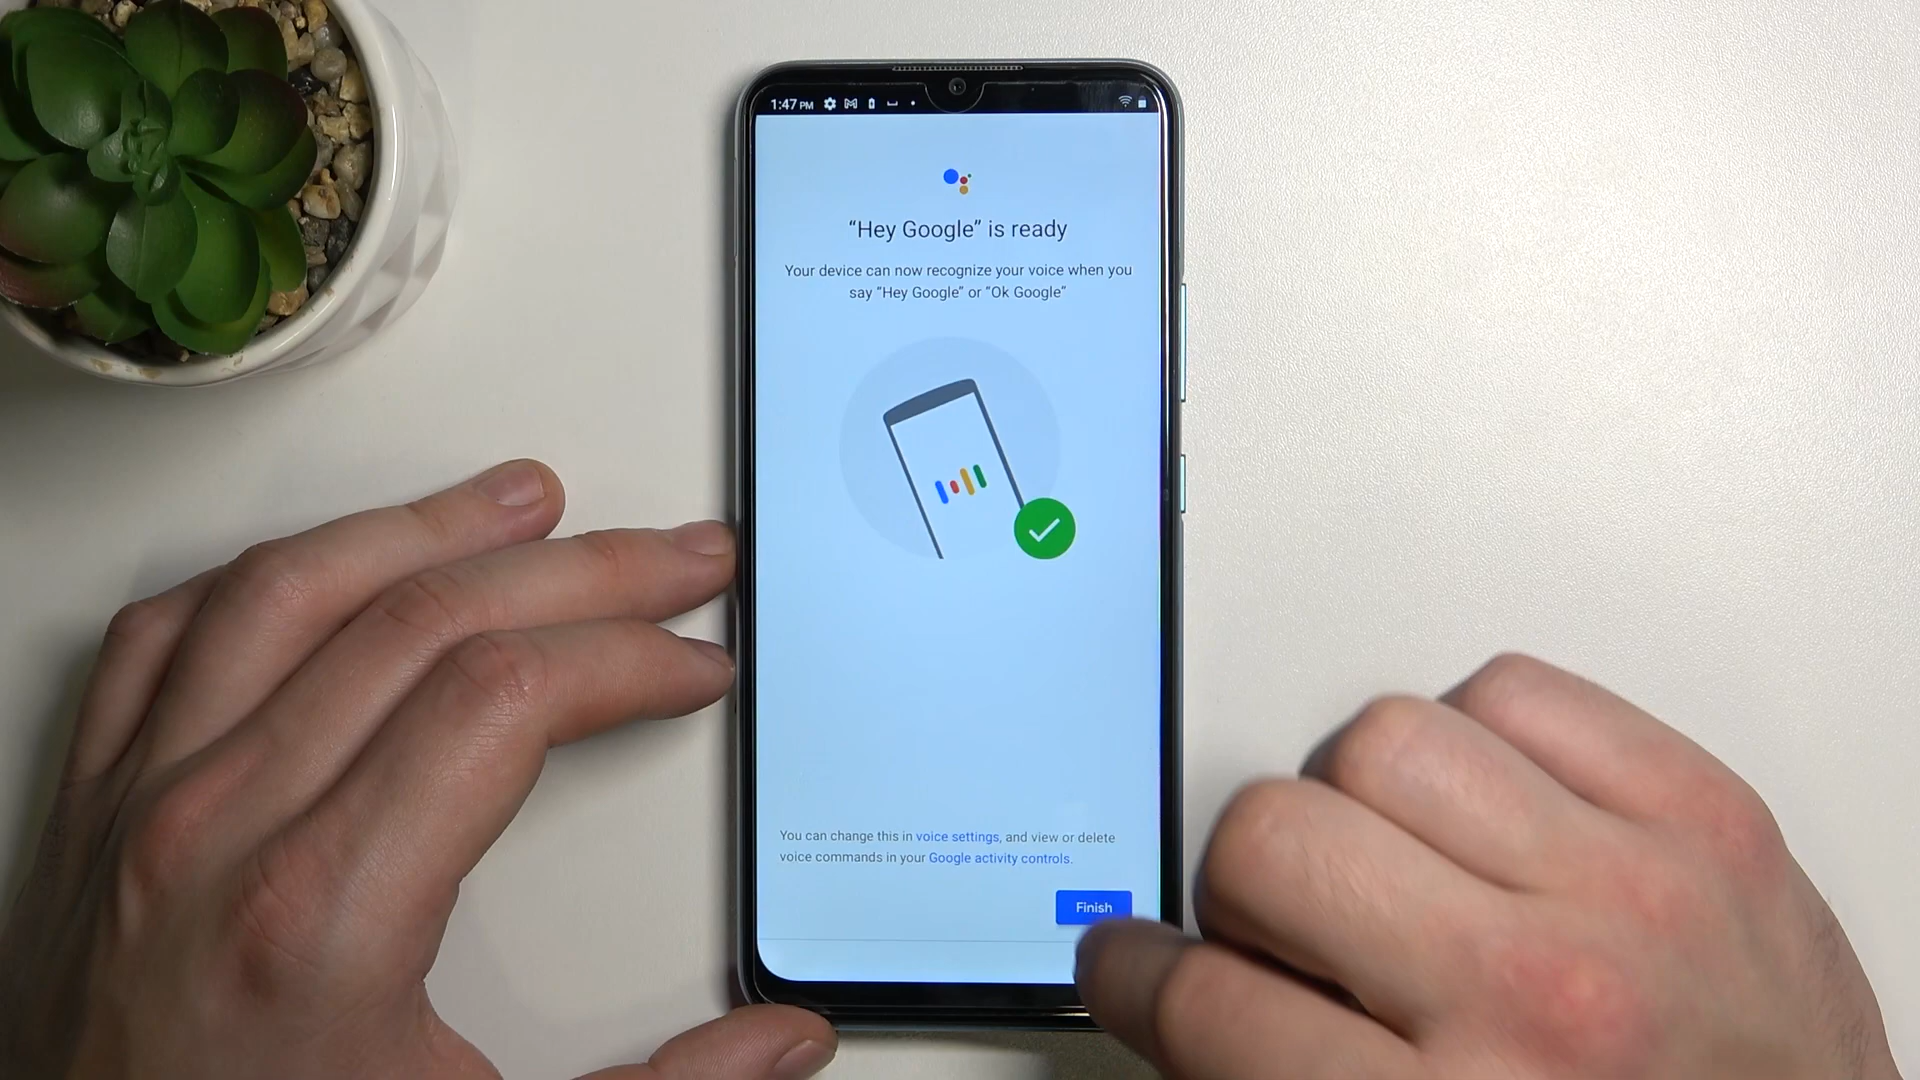 1:47 PM
“Hey Google” is ready
Your device can now recognize your voice when you
say “Hey Google” or “Ok Google”
You can change this in voice settings, and view or delete
voice commands in your Google activity controls.
Finish